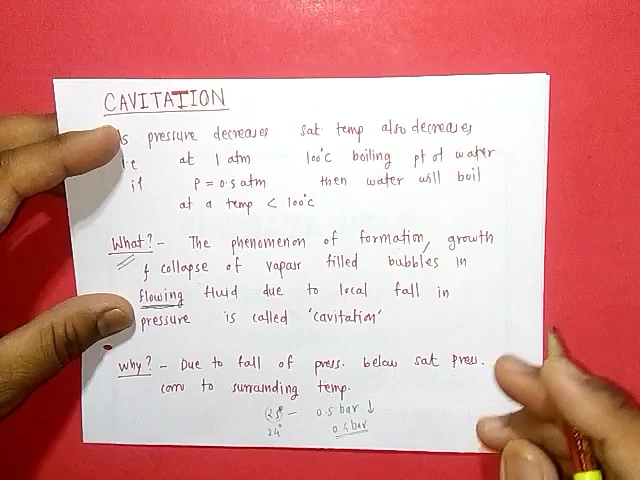 CAVITATION
As pressure decreases sat. temp also decreases
i.e at 1 atm 100°c boiling pt of water
if P = 0.5 atm then water will boil
at a temp < 100°c
What? - The phenomenon of formation, growth
& collapse of vapour filled bubbles in
flowing fluid due to local fall in
pressure is called 'cavitation'
Why? - Due to fall of press. below sat press.
corr to surrounding temp.
(25° - 0.5 bar ↓
24° 0.4 bar